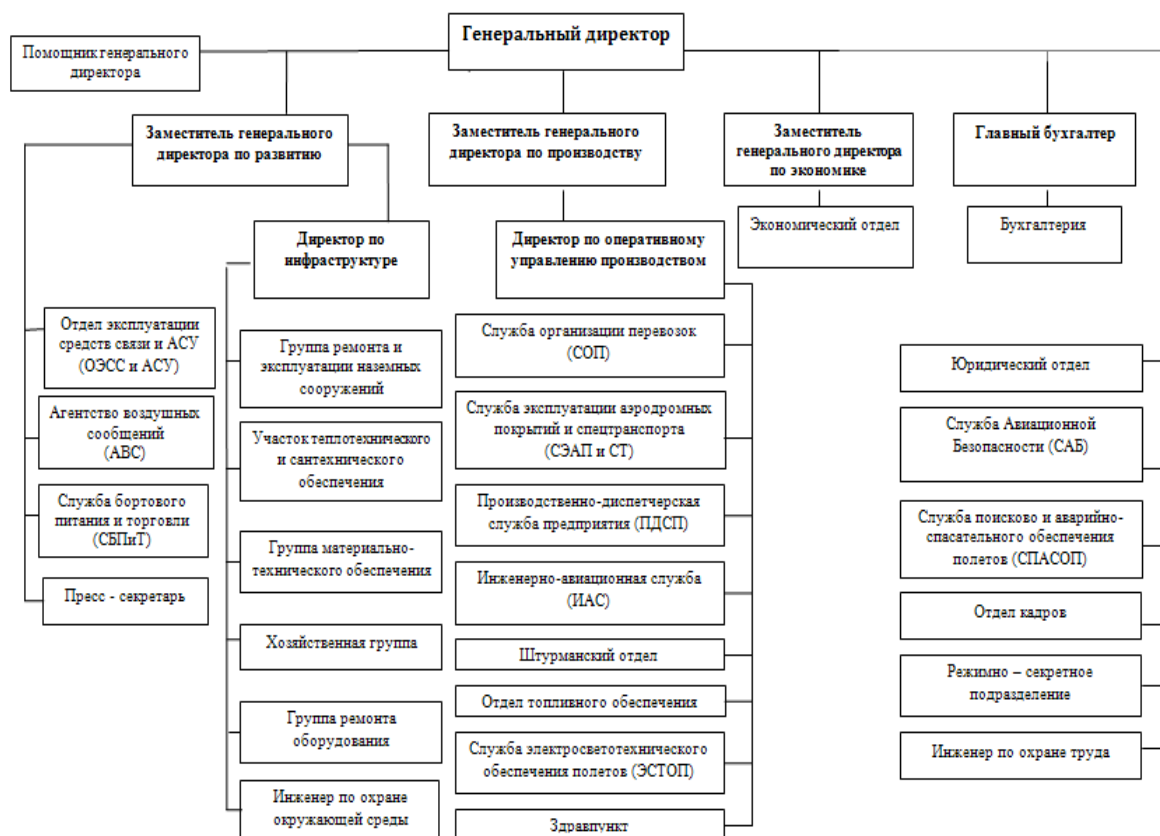 Генеральный директор
Помощник генерального
директора
Заместитель генерального
директора по развитию
Заместитель генерального
директора по производству
Заместитель
генерального директора
по экономике
Главный бухгалтер
Экономический отдел
Бухгалтерия
Директор по
инфраструктуре
Директор по оперативному
управлению производством
Отдел эксплуатации
средств связи и АСУ
(ОЭСС и АСУ)
Агентство воздушных
сообщений
(АВС)
Служба бортового
питания и торговли
(СБПиТ)
Пресс - секретарь
Группа ремонта и
эксплуатации наземных
сооружений
Участок теплотехнического
и сантехнического
обеспечения
Группа материально-
технического обеспечения
Хозяйственная группа
Группа ремонта
оборудования
Инженер по охране
окружающей среды
Служба организации перевозок
(СОП)
Служба эксплуатации аэродромных
покрытий и спецтранспорта
(СЭАП и СТ)
Производственно-диспетчерская
служба предприятия (ПДСП)
Инженерно-авиационная служба
(ИАС)
Штурманский отдел
Отдел топливного обеспечения
Служба электросветотехнического
обеспечения полетов (ЭСТОП)
Здравпункт
Юридический отдел
Служба Авиационной
Безопасности (САБ)
Служба поисково и аварийно-
спасательного обеспечения
полетов (СПАСОП)
Отдел кадров
Режимно – секретное
подразделение
Инженер по охране труда